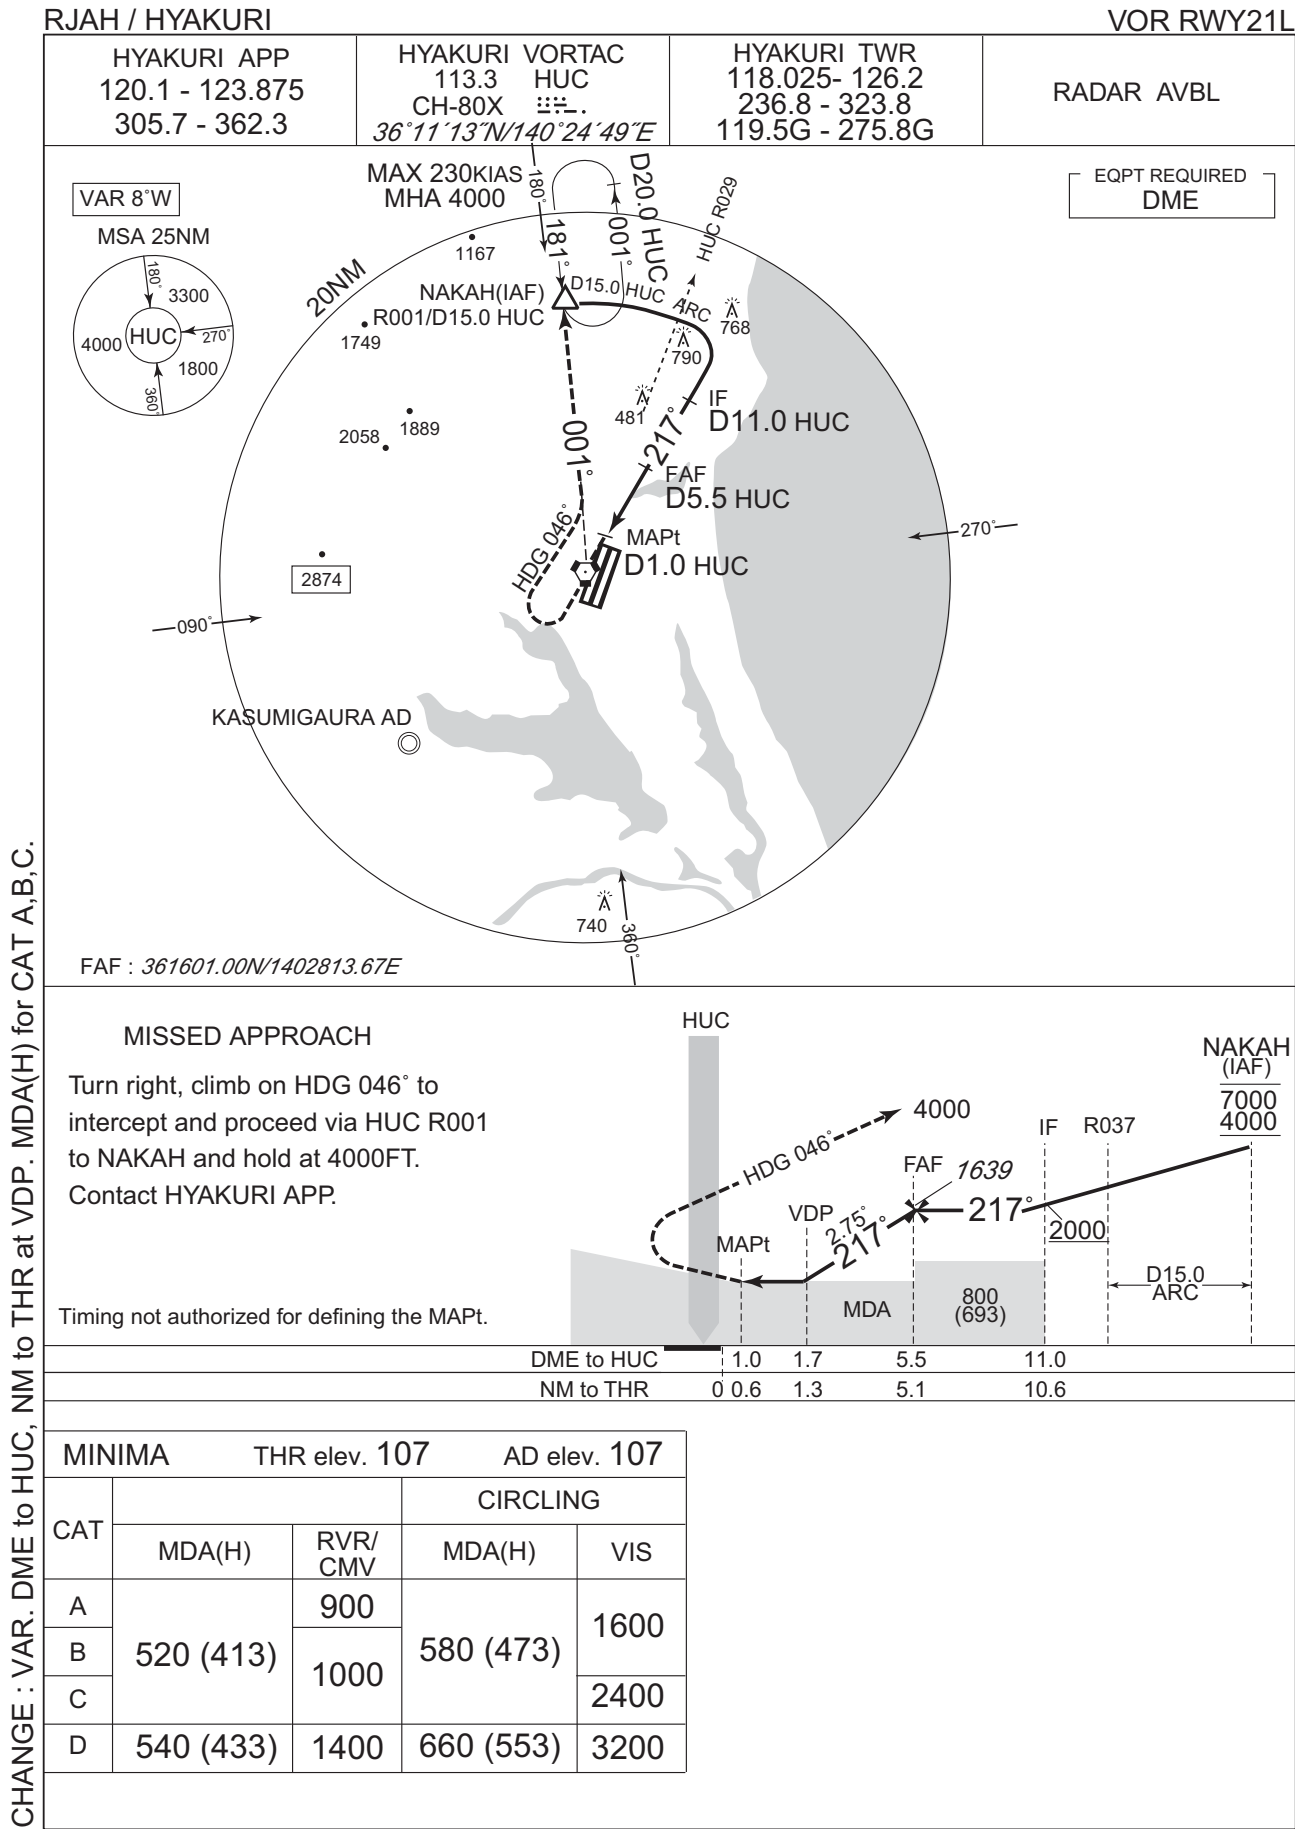 RJAH / HYAKURI
VOR RWY21L
HYAKURI APP
120.1 - 123.875
305.7 - 362.3
HYAKURI VORTAC
113.3 HUC
CH-80X
36°11´13˝N/140˚24´49˝E
HYAKURI TWR
118.025- 126.2
236.8 - 323.8
119.5G - 275.8G
RADAR AVBL
VAR 8˚W
MSA 25NM
180˚
3300
4000
HUC
270˚
1800
360˚
MAX 230KIAS
MHA 4000
180˚
181˚
001˚
D20.0 HUC
HUC R029
EQPT REQUIRED
DME
20NM
1167
NAKAH(IAF)
R001/D15.0 HUC
D15.0 HUC ARC
768
790
1749
481
IF
D11.0 HUC
2058
1889
217˚
001˚
FAF
D5.5 HUC
HDG 046˚
MAPt
D1.0 HUC
270˚
2874
090˚
KASUMIGAURA AD
740
360˚
FAF : 361601.00N/1402813.67E
MISSED APPROACH
Turn right, climb on HDG 046˚ to
intercept and proceed via HUC R001
to NAKAH and hold at 4000FT.
Contact HYAKURI APP.
Timing not authorized for defining the MAPt.
HUC
NAKAH
(IAF)
7000
4000
4000
HDG 046˚
IF
R037
FAF
1639
VDP
2.75˚
217˚
217˚
2000
MAPt
MDA
800
(693)
D15.0
ARC
DME to HUC 1.0 1.7 5.5 11.0
NM to THR 0 0.6 1.3 5.1 10.6
MINIMA THR elev. 107 AD elev. 107
CAT
CIRCLING
MDA(H)
RVR/
CMV
MDA(H)
VIS
A
900
1600
B
520 (413)
1000
580 (473)
C
2400
D 540 (433) 1400 660 (553) 3200
CHANGE : VAR. DME to HUC, NM to THR at VDP. MDA(H) for CAT A,B,C.